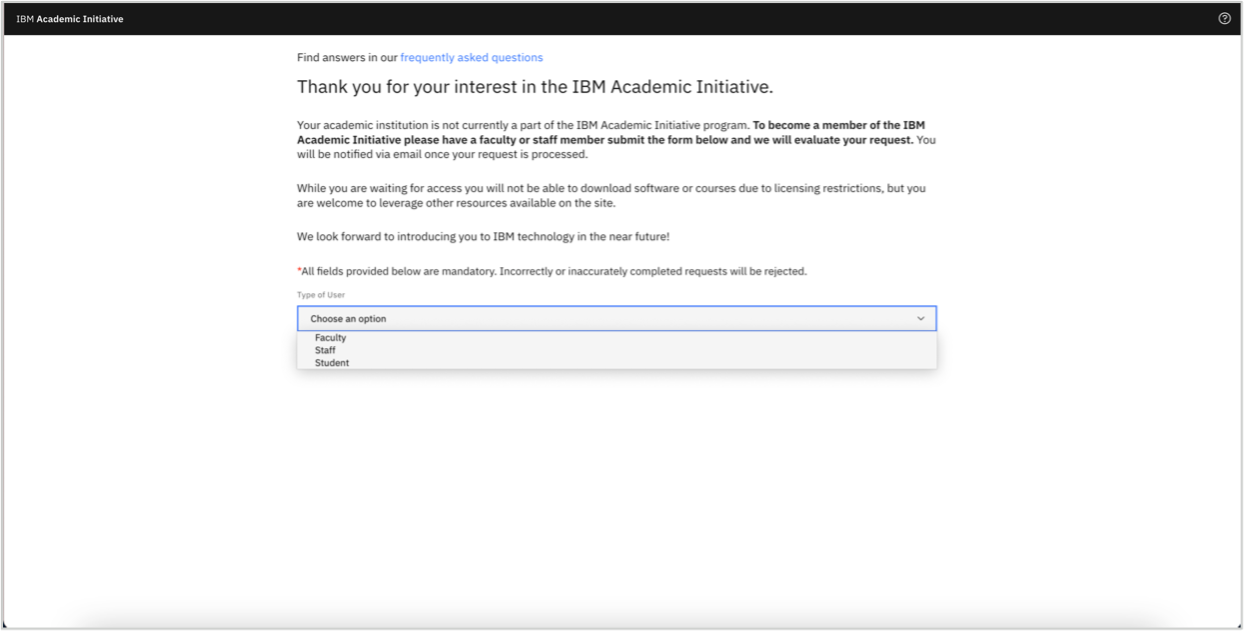 IBM Academic Initiative
Find answers in our frequently asked questions
Thank you for your interest in the IBM Academic Initiative.
Your academic institution is not currently a part of the IBM Academic Initiative program. To become a member of the IBM
Academic Initiative please have a faculty or staff member submit the form below and we will evaluate your request. You
will be notified via email once your request is processed.
While you are waiting for access you will not be able to download software or courses due to licensing restrictions, but you
are welcome to leverage other resources available on the site.
We look forward to introducing you to IBM technology in the near future!
*All fields provided below are mandatory. Incorrectly or inaccurately completed requests will be rejected.
Type of User
Choose an option
Faculty
Staff
Student